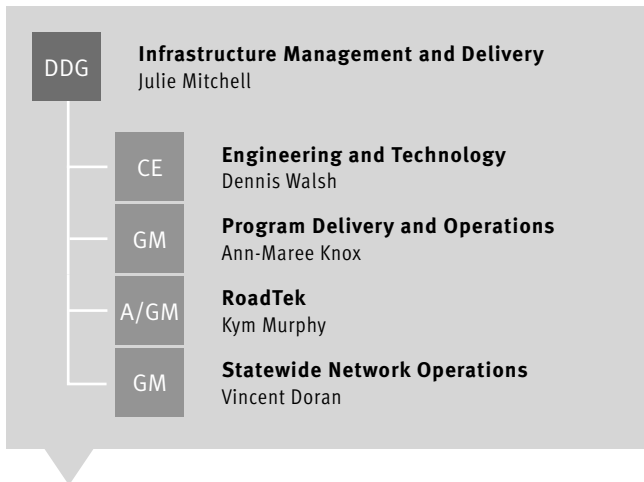 DDG
Infrastructure Management and Delivery
Julie Mitchell
CE
Engineering and Technology
Dennis Walsh
GM
Program Delivery and Operations
Ann-Maree Knox
A/GM
RoadTek
Kym Murphy
GM
Statewide Network Operations
Vincent Doran